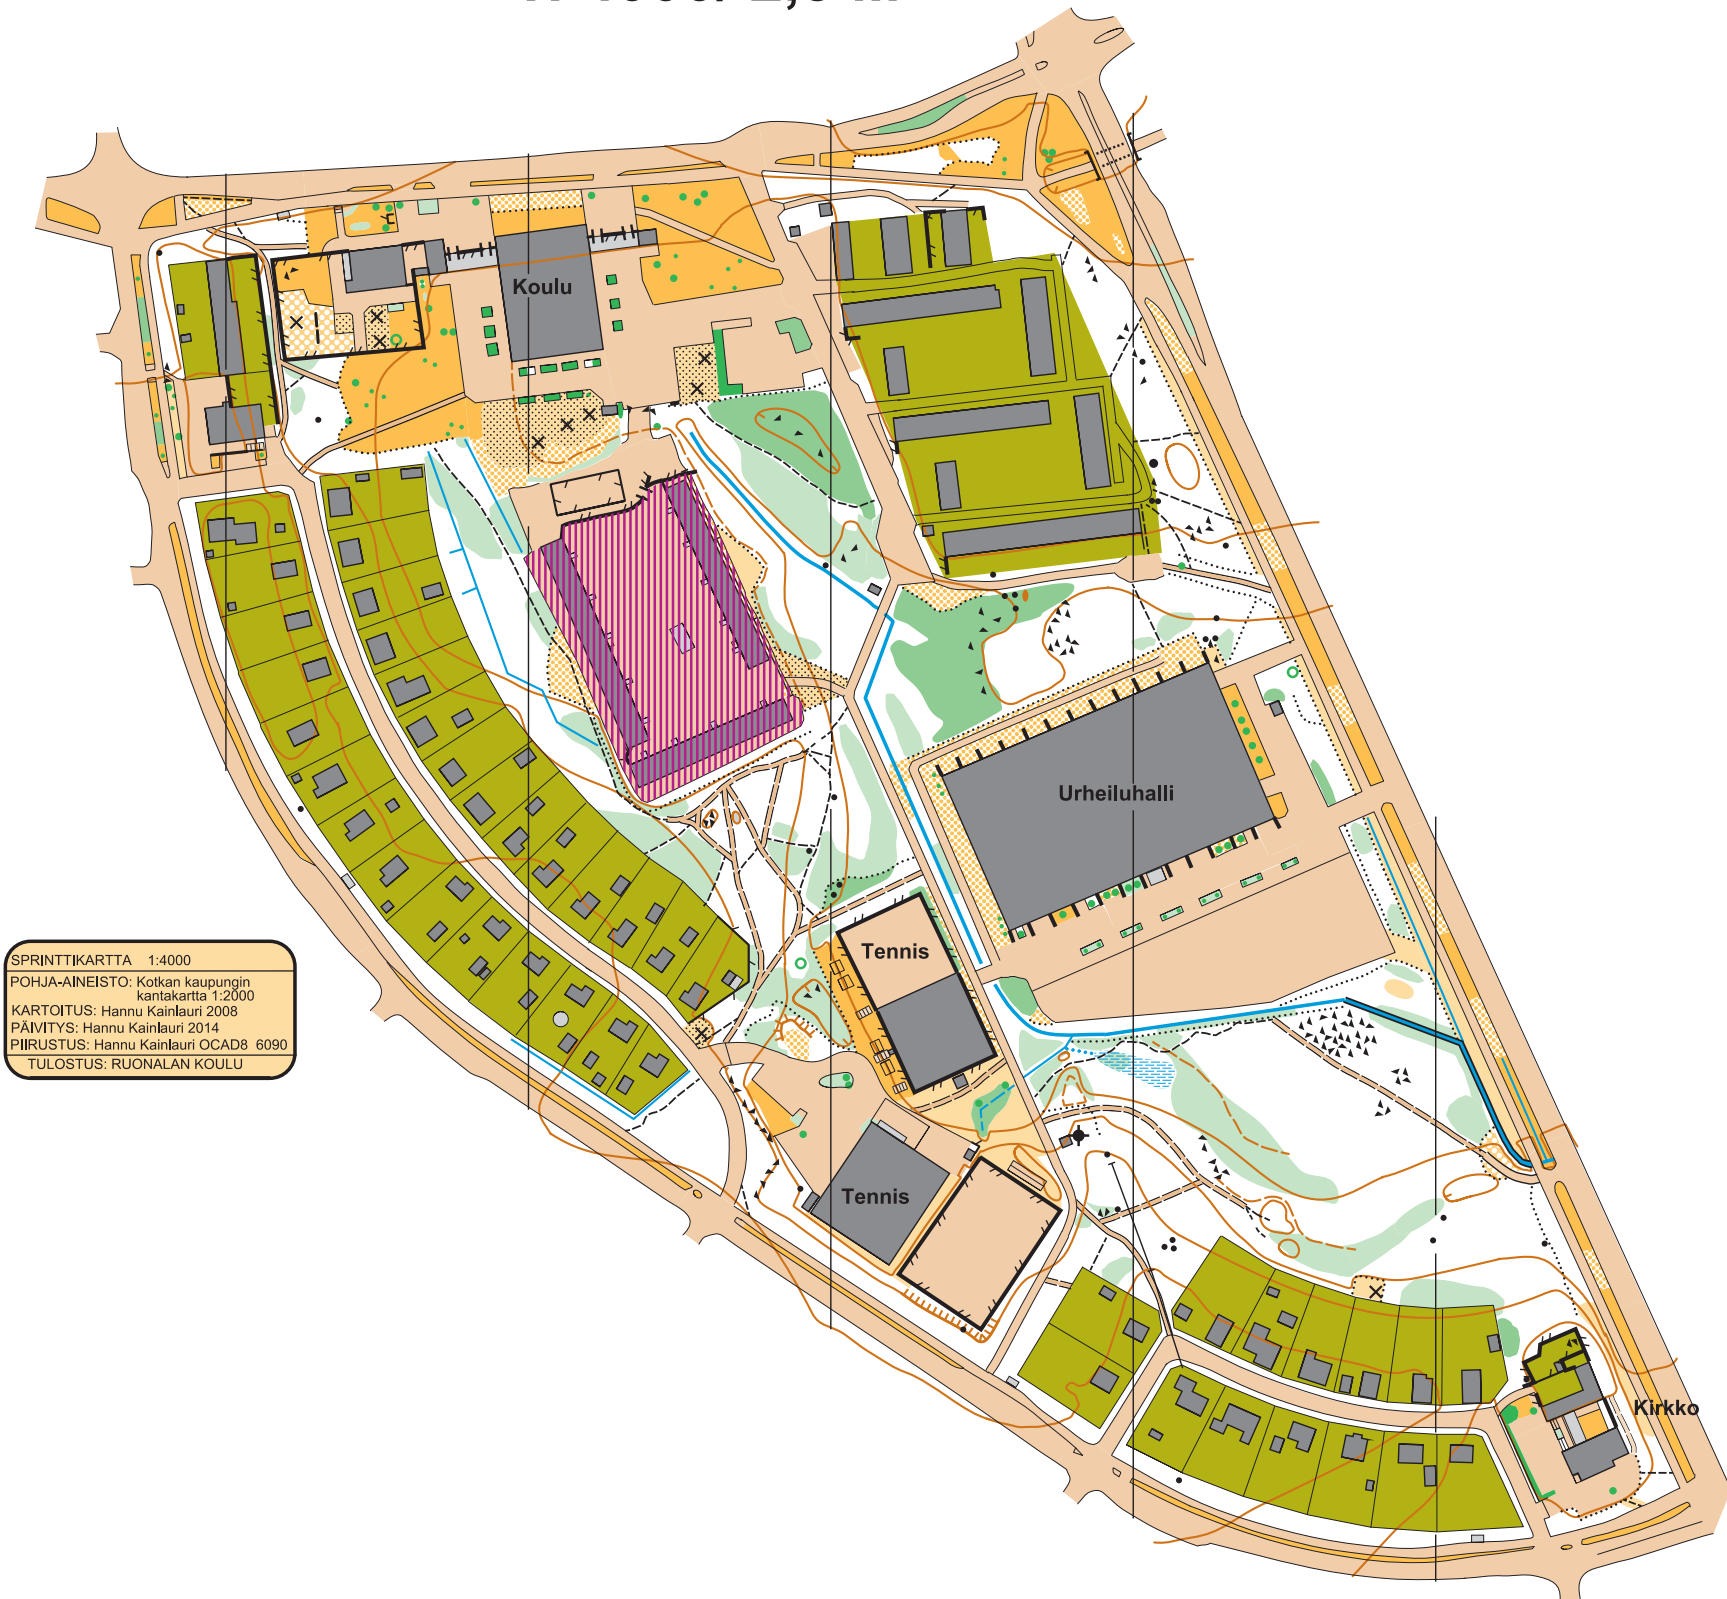 Koulu
Urheiluhalli
Tennis
SPRINTTIKARTTA 1:4000
POHJA-AINEISTO: Kotkan kaupungin
kantakartta 1:2000
KARTOITUS: Hannu Kainlauri 2008
PÄIVITYS: Hannu Kainlauri 2014
PIIRUSTUS: Hannu Kainlauri OCAD8 6090
TULOSTUS: RUONALAN KOULU
Tennis
Kirkko